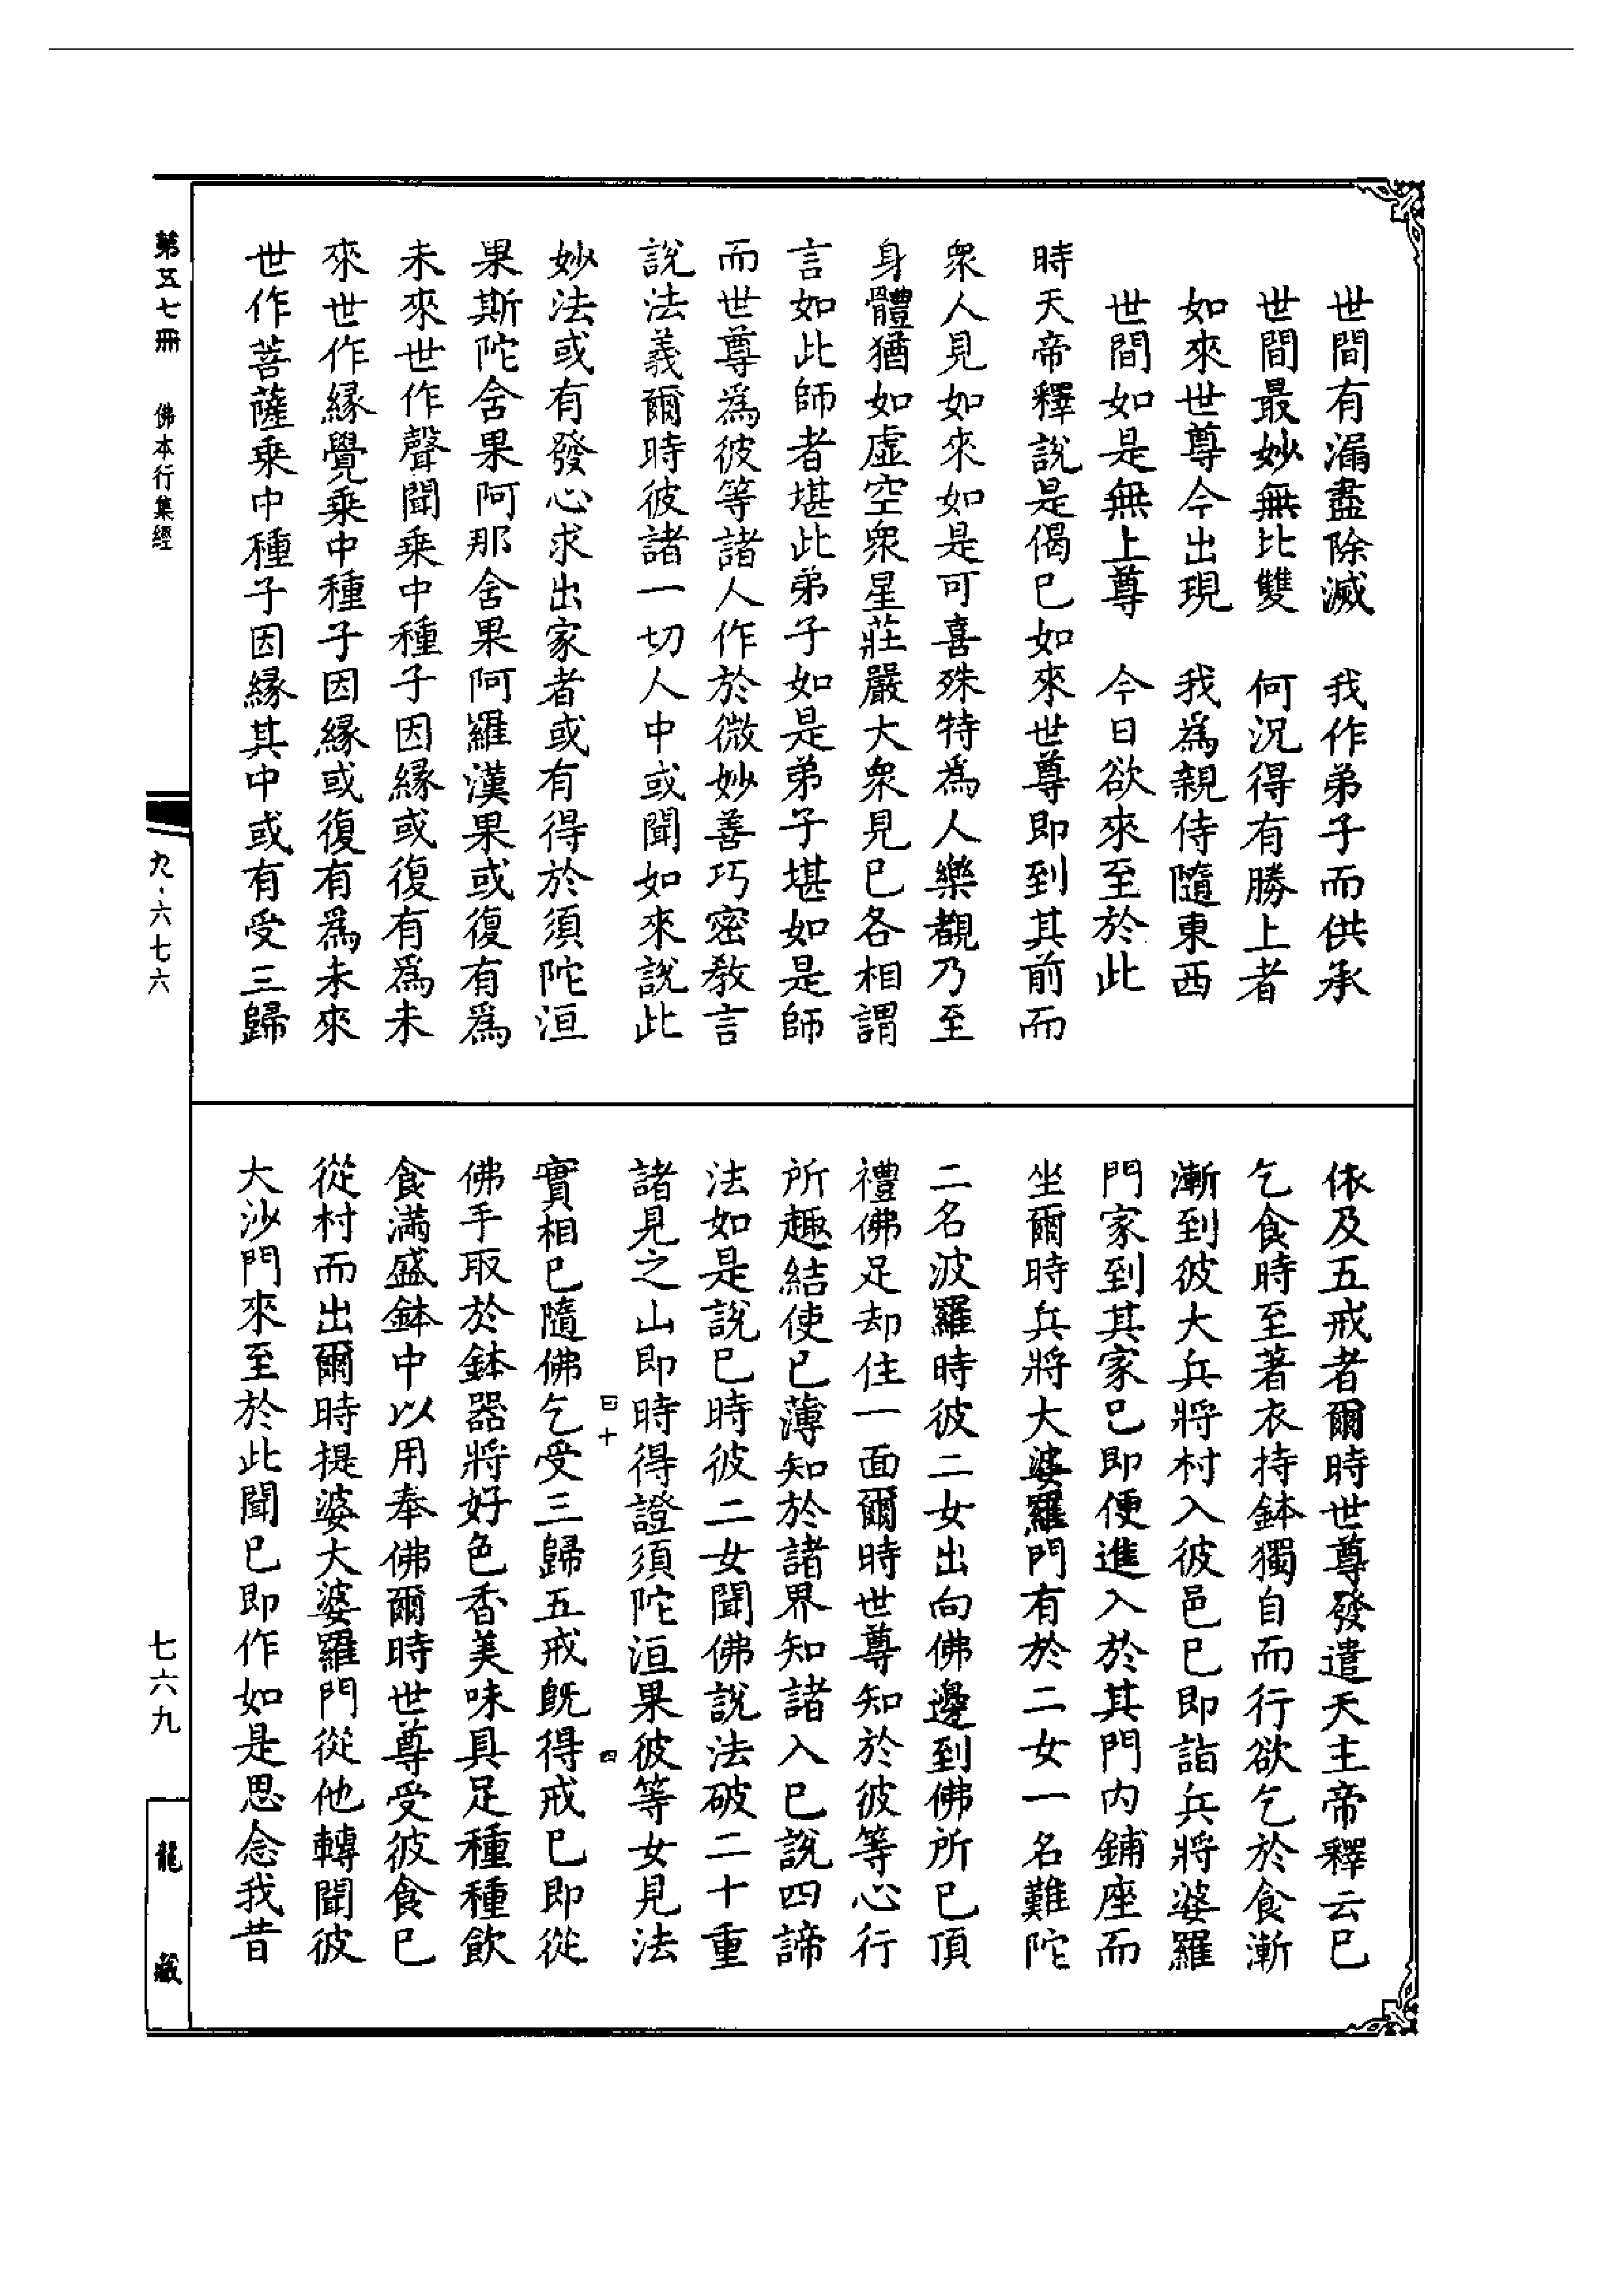 世間有漏盡除滅　我作弟子而供承
世間最妙無比雙　何況得有勝上者
如來世尊今出現　我為親侍隨東西
世間如是無上尊　今日欲來至於此
時天帝釋說是偈已如來世尊即到其前而
衆人見如來如是可喜殊特為人樂觀乃至
身體猶如虛空衆星莊嚴大衆見已各相謂
言如此師者堪此弟子如是弟子堪如是師
而世尊為彼等諸人作於微妙善巧密教言
說法義爾時彼諸一切人中或聞如來說此
妙法或有發心求出家者或有得於須陀洹
果斯陀舍果阿那舍果阿羅漢果或復有為
未來世作聲聞乗中種子因緣或復有為未
來世作緣覺乗中種子因緣或復有為未來
世作菩薩乗中種子因緣其中或有受三歸
依及五戒者爾時世尊發遣天主帝釋云已
乞食時至著衣持鉢獨自而行欲乞於食漸
漸到彼大兵將村入彼邑已即詣兵將婆羅
門家到其家已即便進入於其門内鋪座而
坐爾時兵將大婆羅門有於二女一名難陀
二名波羅時彼二女出向佛邊到佛所已頂
禮佛足却住一面爾時世尊知於彼等心行
所趣結使已薄知於諸界知諸入已說四諦
法如是說已時彼二女聞佛說法破二十重
諸見之山即時得證須陀洹果彼等女見法
實相已隨佛乞受三歸五戒既得戒已即從
佛手取於鉢器將好色香美味具足種種飲
食滿盛鉢中以用奉佛爾時世尊受彼食已
從村而出爾時提婆大婆羅門從他轉聞彼
大沙門來至於此聞已即作如是思念我昔
四十
四
第五七冊　佛本行集經
九·六七六
七六九
龍藏